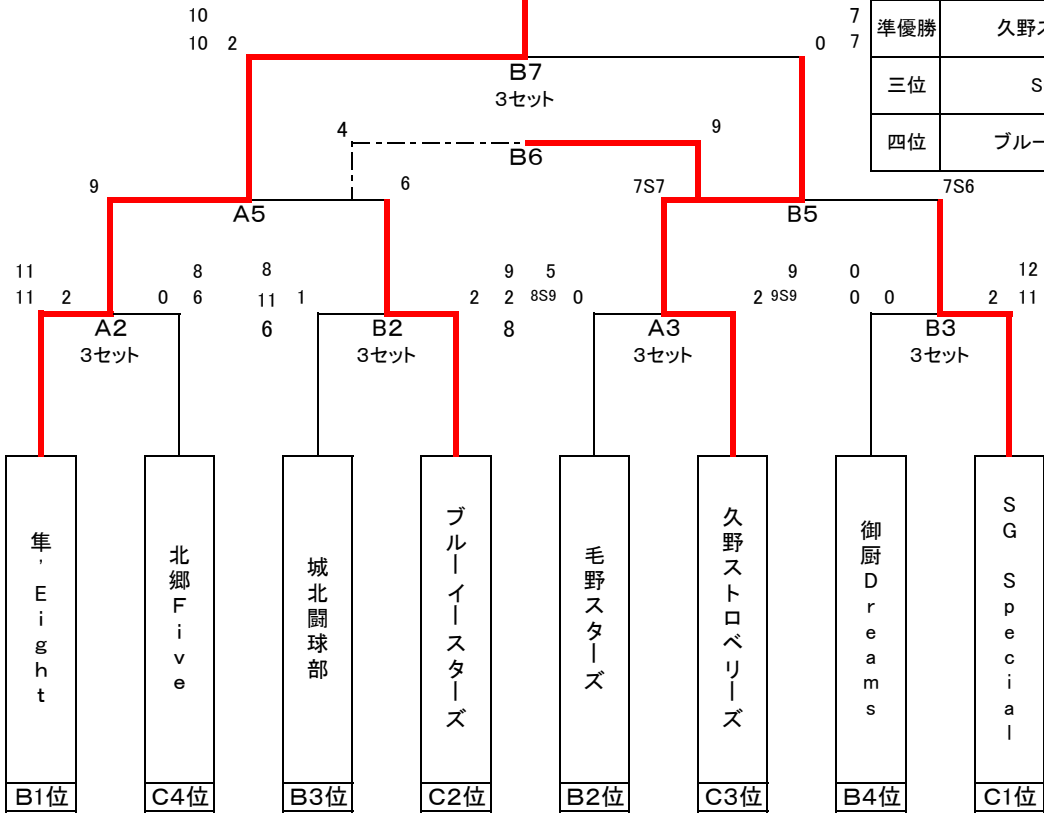 10 7
10 2 0 7
準優勝 久野ス
B7
3セット
三位 S
4 9
B6
四位 ブルー
9 6 7S7 7S6
A5 B5
11 8 8 9 5 9 0 12
11 2 0 6 11 1 2 2 8S9 0 2 9S9 0 0 2 11
A2 6 B2 8 A3 B3
3セット 3セット 3セット
隼’Eight
北郷Five
城北闘球部
ブルーイースターズ
毛野スターズ
久野ストロベリーズ
御厨Dreams
SG Special
B1位 C4位 B3位 C2位 B2位 C3位 B4位 C1位